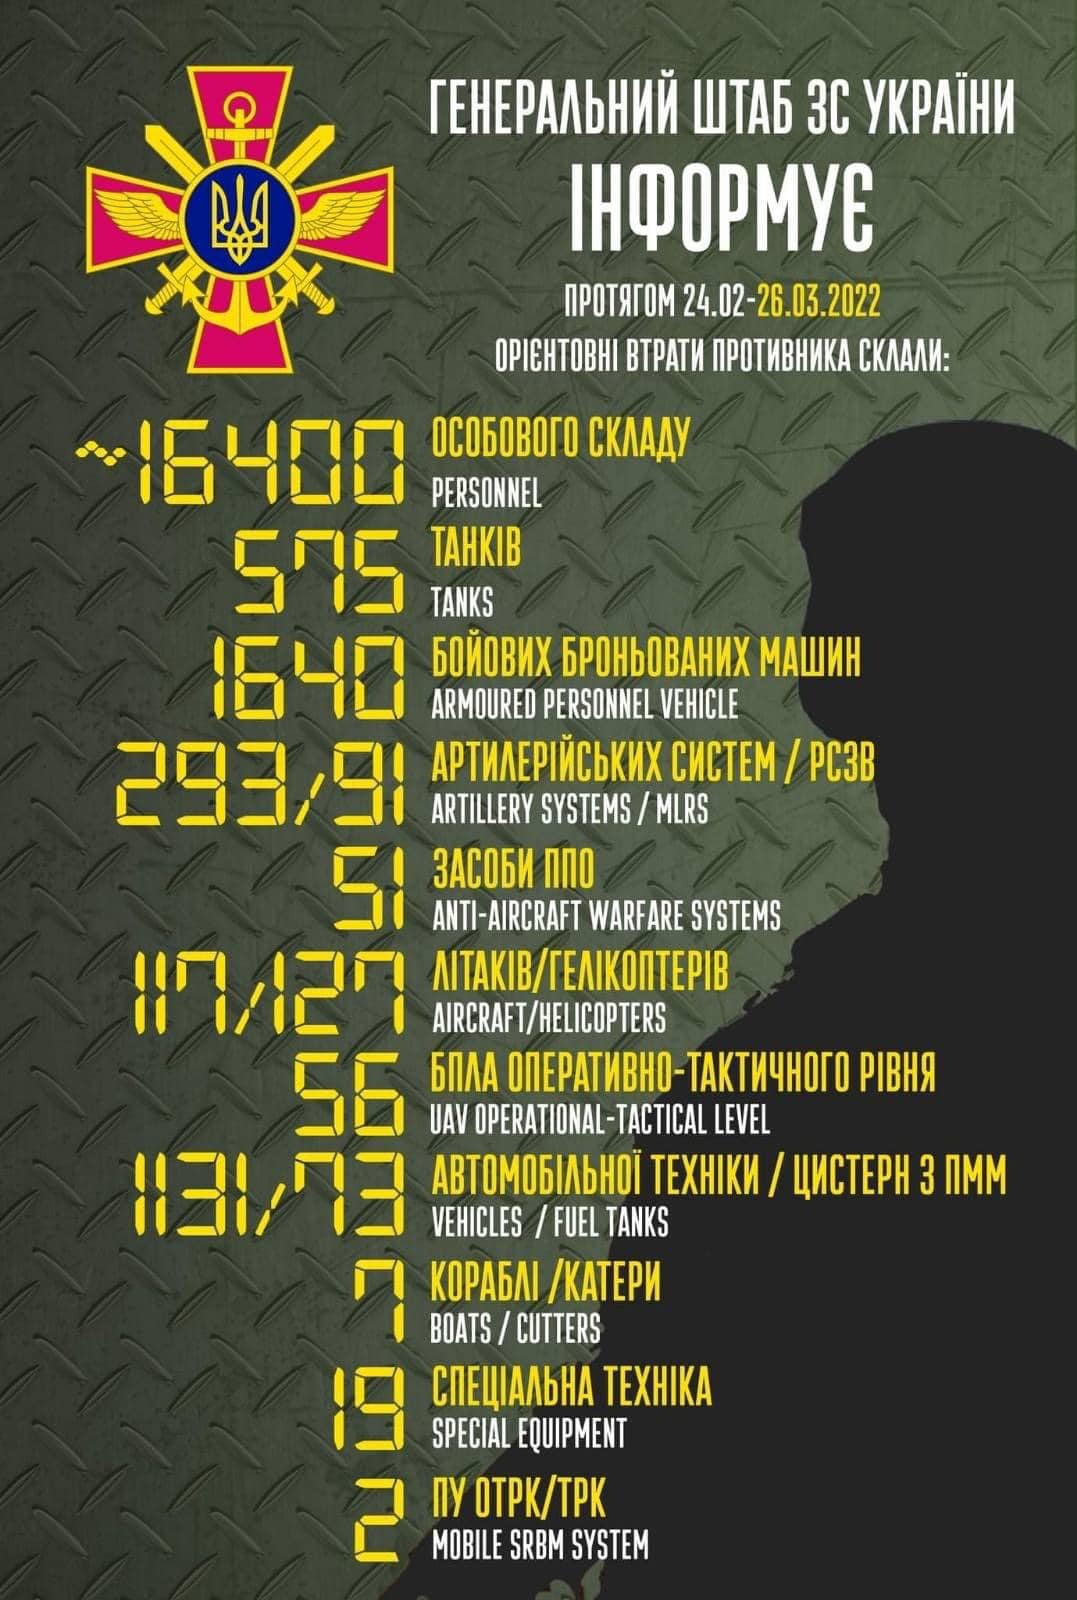 ГЕНЕРАЛЬНИЙ ШТАБ ЗС УКРАЇНИ
ІНФОРМУЄ
ПРОТЯГОМ 24.02-26.03.2022
ОРІЄНТОВНІ ВТРАТИ ПРОТИВНИКА СКЛАЛИ:
~16400 ОСОБОВОГО СКЛАДУ
PERSONNEL
575 ТАНКІВ
TANKS
1640 БОЙОВИХ БРОНЬОВАНИХ МАШИН
ARMOURED PERSONNEL VEHICLE
293/91 АРТИЛЕРІЙСЬКИХ СИСТЕМ / РСЗВ
ARTILLERY SYSTEMS / MLRS
51 ЗАСОБИ ППО
ANTI-AIRCRAFT WARFARE SYSTEMS
117/127 ЛІТАКІВ/ГЕЛІКОПТЕРІВ
AIRCRAFT/HELICOPTERS
56 БПЛА ОПЕРАТИВНО-ТАКТИЧНОГО РІВНЯ
UAV OPERATIONAL-TACTICAL LEVEL
1131/73 АВТОМОБІЛЬНОЇ ТЕХНІКИ / ЦИСТЕРН З ПММ
VEHICLES / FUEL TANKS
7 КОРАБЛІ /КАТЕРИ
BOATS / CUTTERS
19 СПЕЦІАЛЬНА ТЕХНІКА
SPECIAL EQUIPMENT
2 ПУ ОТРК/ТРК
MOBILE SRBM SYSTEM